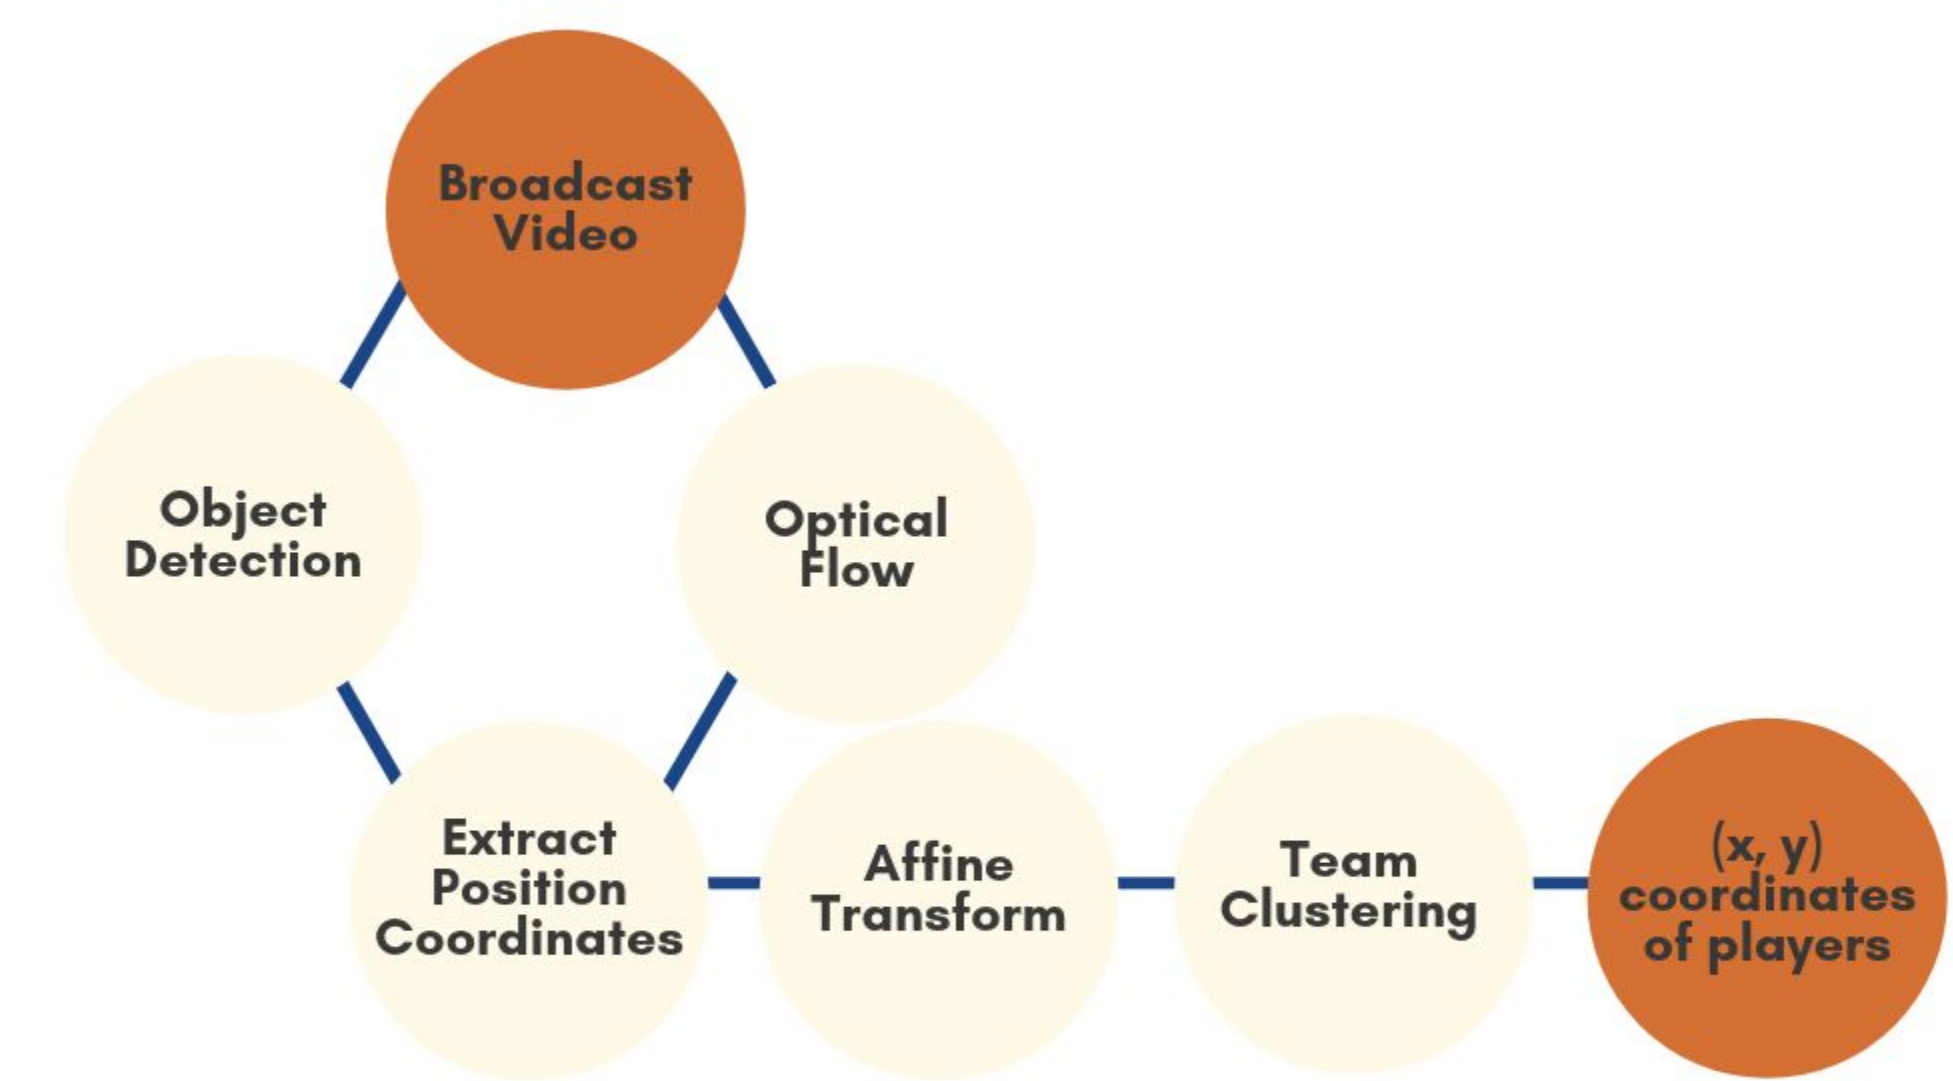 Broadcast
Video
Object
Detection
Optical
Flow
Extract
Position
Coordinates
Affine
Transform
Team
Clustering
(x, y)
coordinates
of players